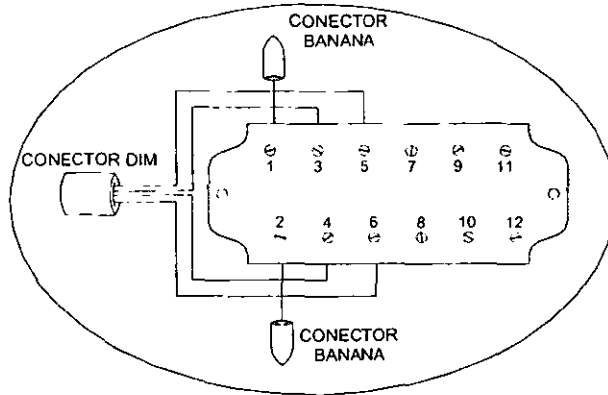 CONECTOR
BANANA
CONECTOR DIM
1 3 5 7 9 11
2 4 6 8 10 12
CONECTOR
BANANA